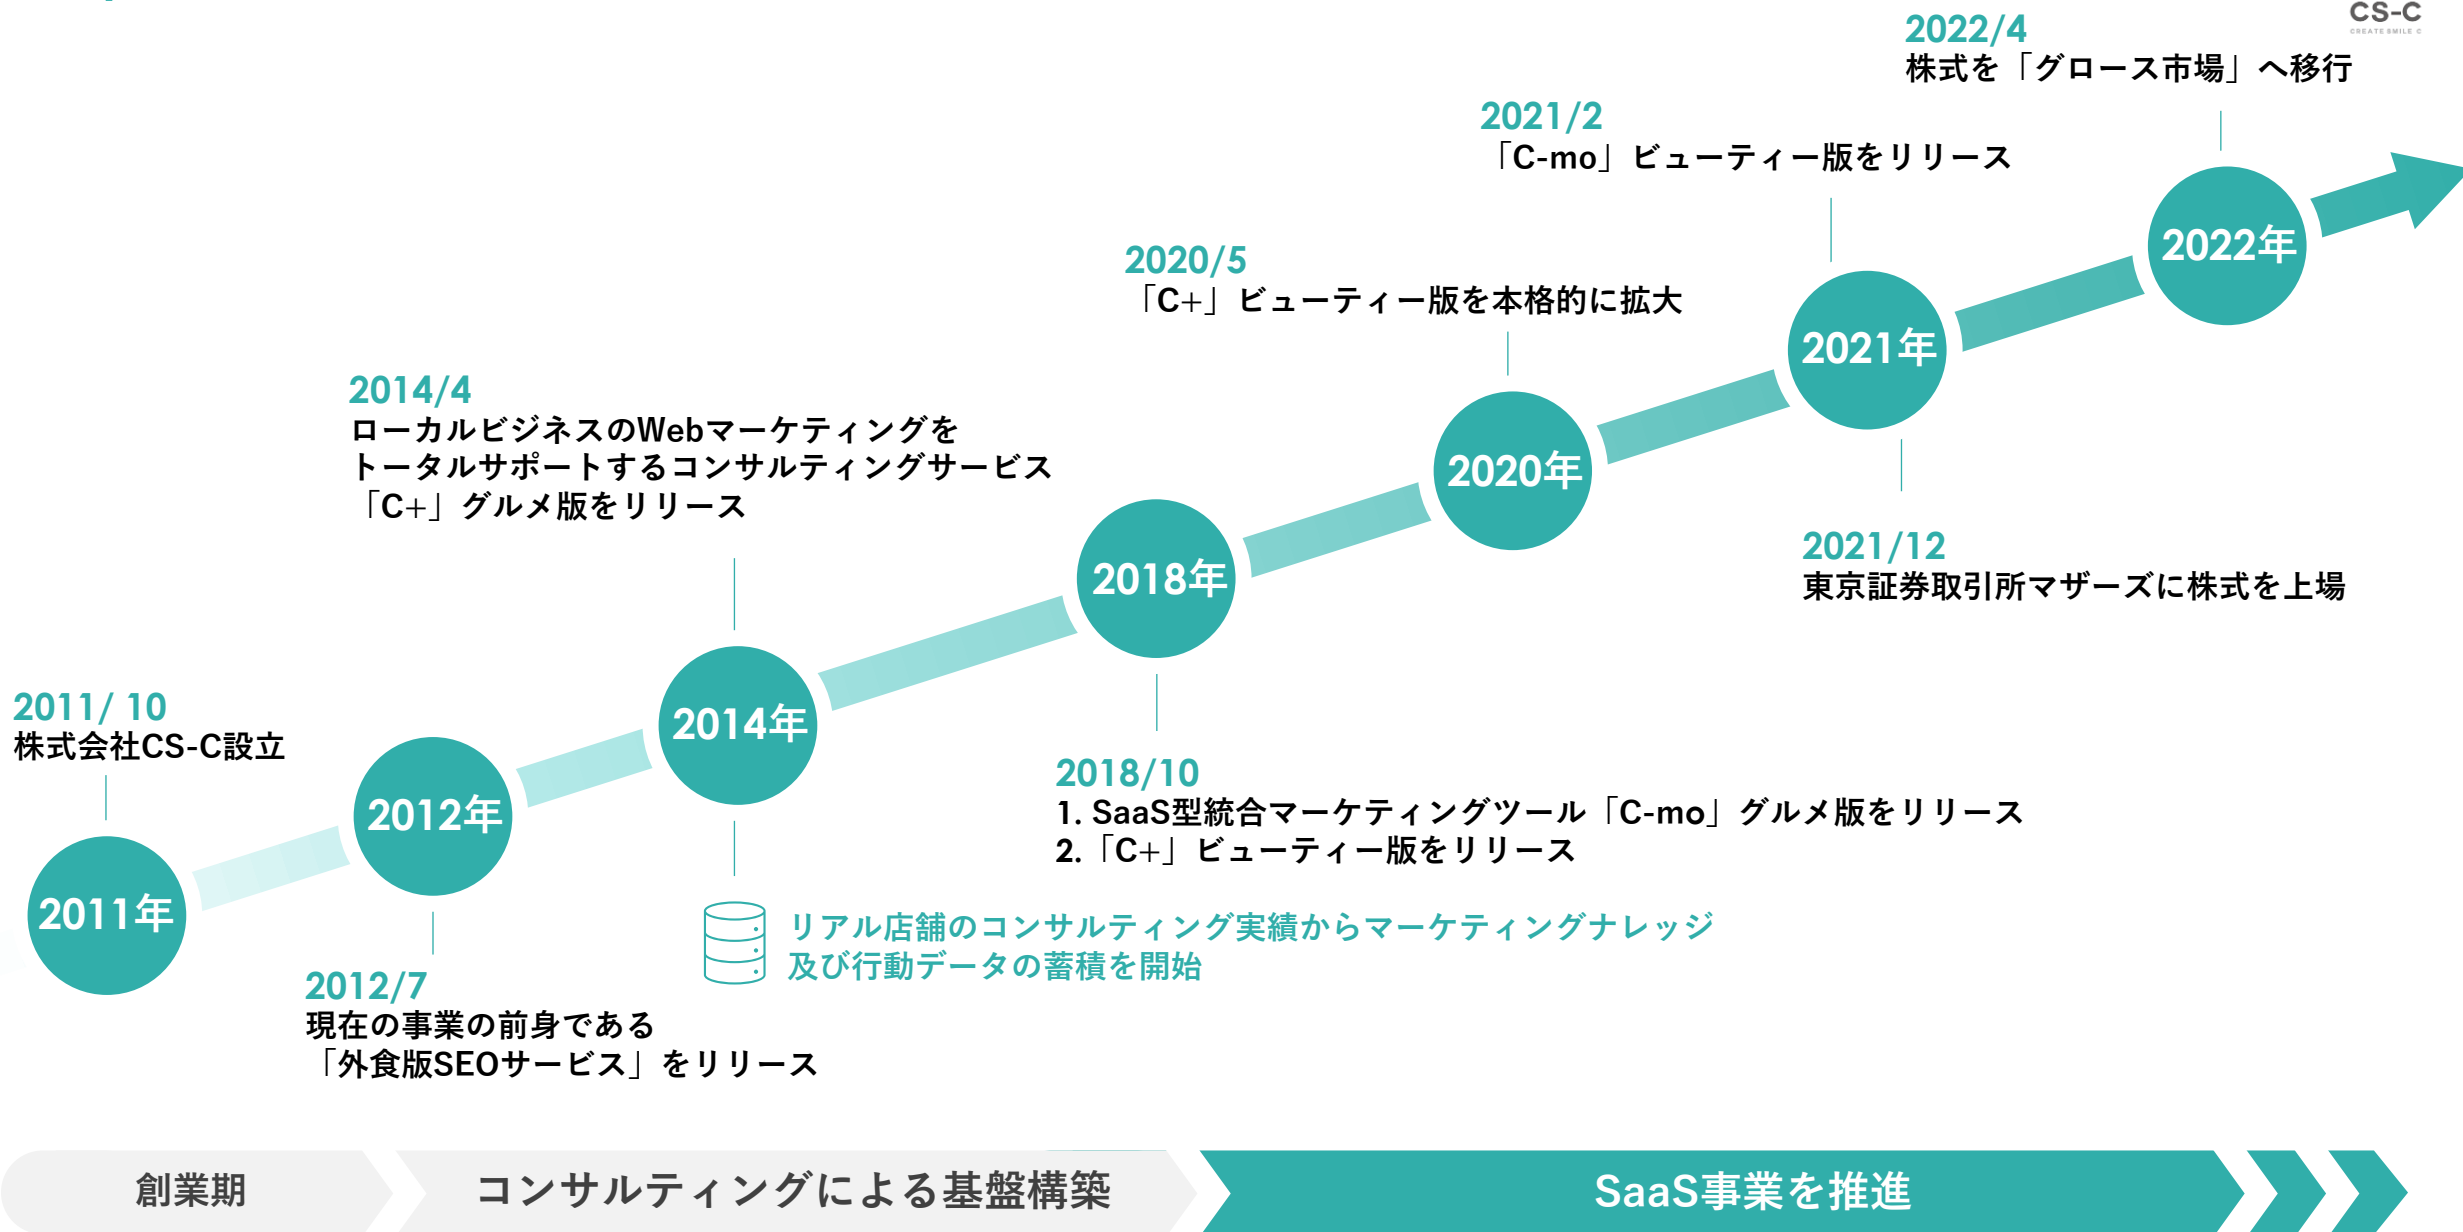 CS-C
CREATE SMILE C
2022/4
株式を「グロース市場」へ移行
2021/2
「C-mo」ビューティー版をリリース
2020/5
「C+」ビューティー版を本格的に拡大
2014/4
ローカルビジネスのWebマーケティングを
トータルサポートするコンサルティングサービス
「C+」グルメ版をリリース
2011/ 10
株式会社CS-C設立
2011年
2012年
2014年
2018年
2020年
2021年
2022年
2021/12
東京証券取引所マザーズに株式を上場
2018/10
1. SaaS型統合マーケティングツール「C-mo」グルメ版をリリース
2.「C+」ビューティー版をリリース
リアル店舗のコンサルティング実績からマーケティングナレッジ
及び行動データの蓄積を開始
2012/7
現在の事業の前身である
「外食版SEOサービス」をリリース
創業期
コンサルティングによる基盤構築
SaaS事業を推進